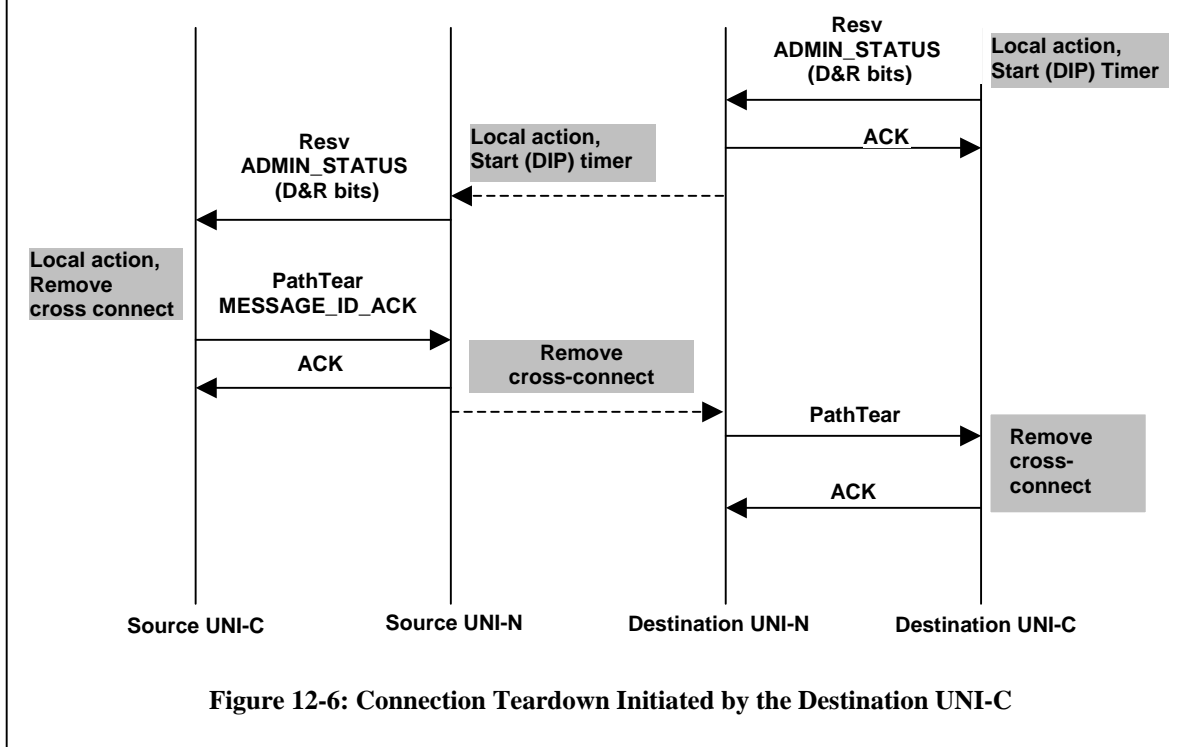 Resv
ADMIN_STATUS
(D&R bits)
Local action,
Start (DIP) Timer
ACK
Local action,
Start (DIP) timer
Resv
ADMIN_STATUS
(D&R bits)
Local action,
Remove
cross connect
PathTear
MESSAGE_ID_ACK
ACK
Remove
cross-connect
PathTear
Remove
cross-
connect
ACK
Source UNI-C
Source UNI-N
Destination UNI-N
Destination UNI-C
Figure 12-6: Connection Teardown Initiated by the Destination UNI-C